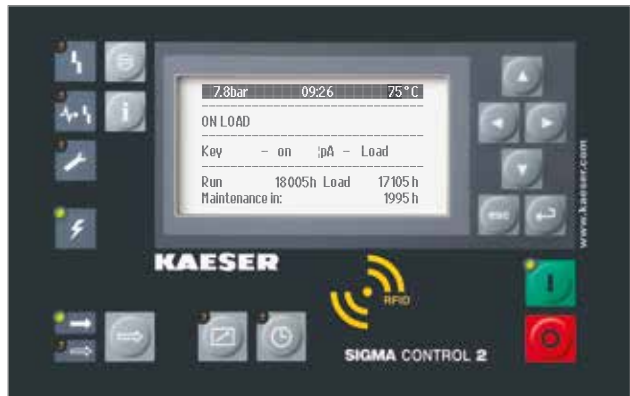 7.8bar 09:26 75°C
ON LOAD
Key - on ¦pA - Load
Run 18005h Load 17105h
Maintenance in: 1995h
esc
www.kaeser.com
KAESER
RFID
I
SIGMA CONTROL 2